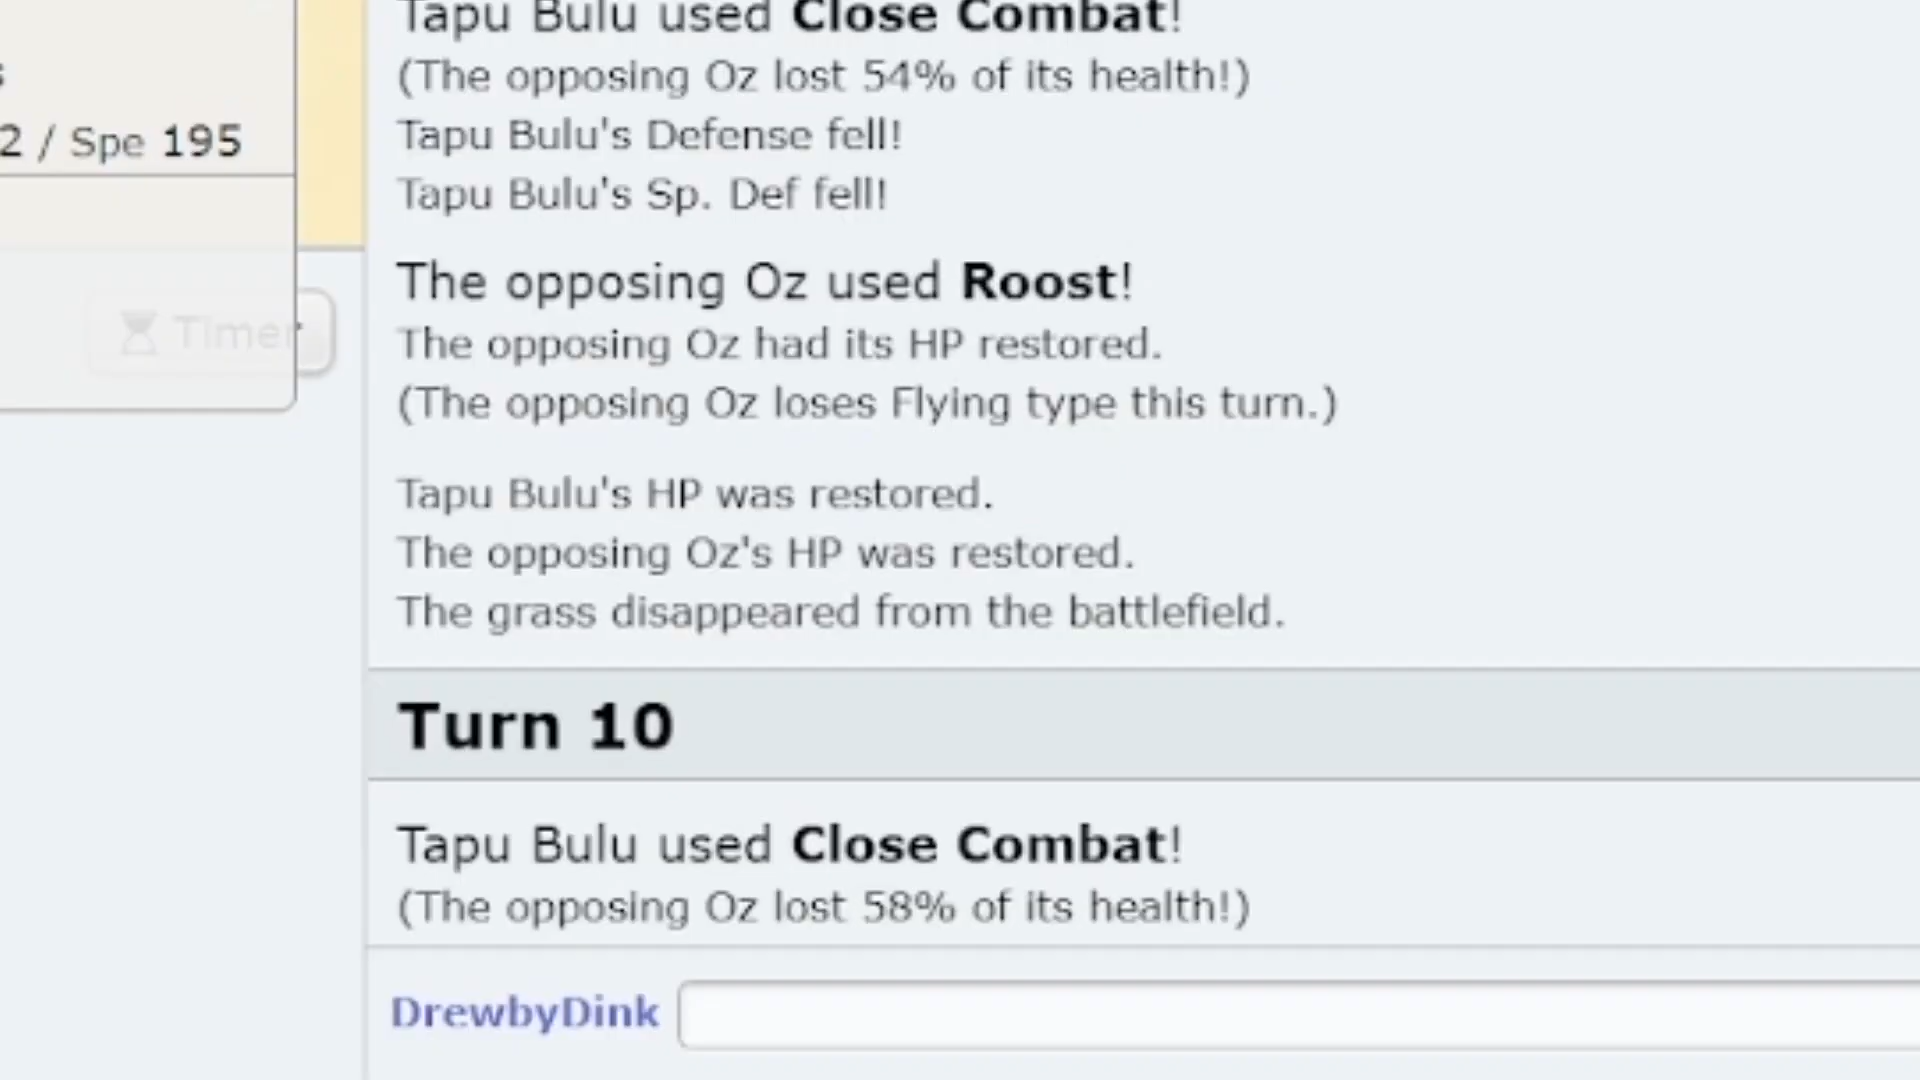 2 / Spe 195
Timer
Tapu Bulu used Close Combat!
(The opposing Oz lost 54% of its health!)
Tapu Bulu's Defense fell!
Tapu Bulu's Sp. Def fell!
The opposing Oz used Roost!
The opposing Oz had its HP restored.
(The opposing Oz loses Flying type this turn.)
Tapu Bulu's HP was restored.
The opposing Oz's HP was restored.
The grass disappeared from the battlefield.
Turn 10
Tapu Bulu used Close Combat!
(The opposing Oz lost 58% of its health!)
DrewbyDink